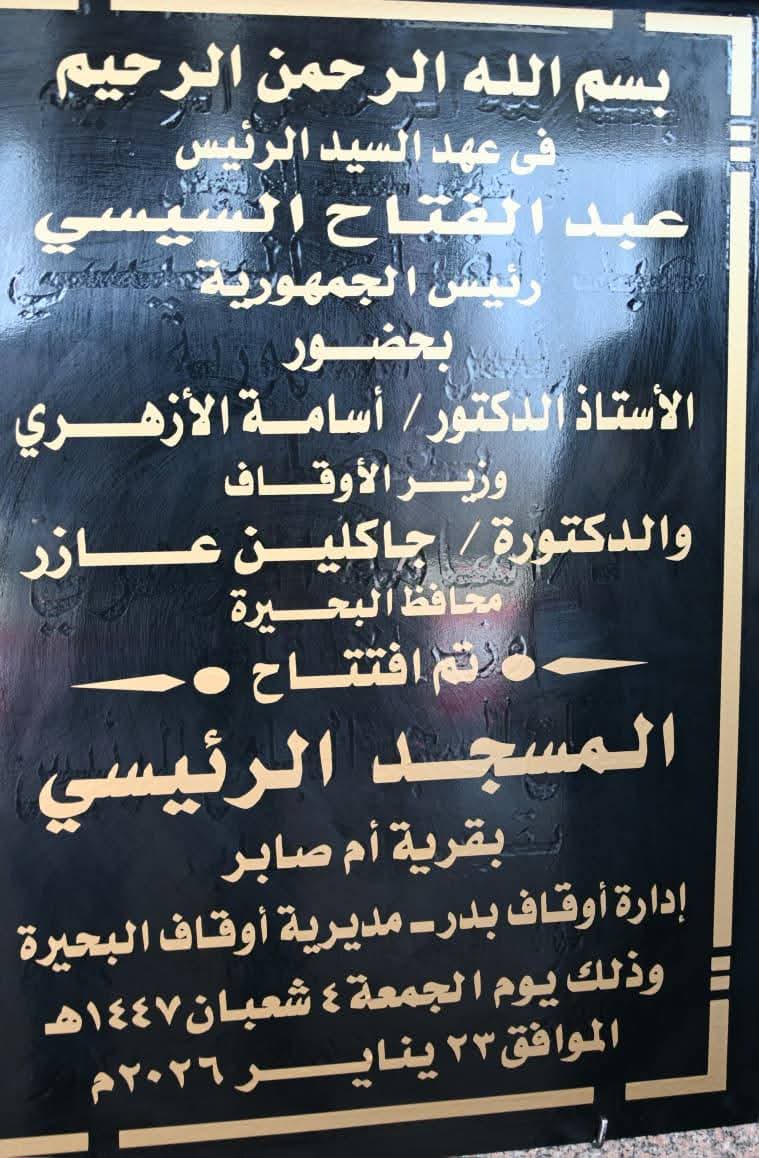 بسم الله الرحمن الرحيم
فى عهد السيد الرئيس
عبد الفتاح السيسي
رئيس الجمهورية
بحضور
الأستاذ الدكتور / أسامة الأزهري
وزير الأوقاف
والدكتورة / جاكلين عازر
محافظ البحيرة
تم افتتاح
المسجد الرئيسي
بقرية أم صابر
إدارة أوقاف بدر - مديرية أوقاف البحيرة
وذلك يوم الجمعة ٤ شعبان ١٤٤٧هـ
الموافق ٢٣ يناير ٢٠٢٦م